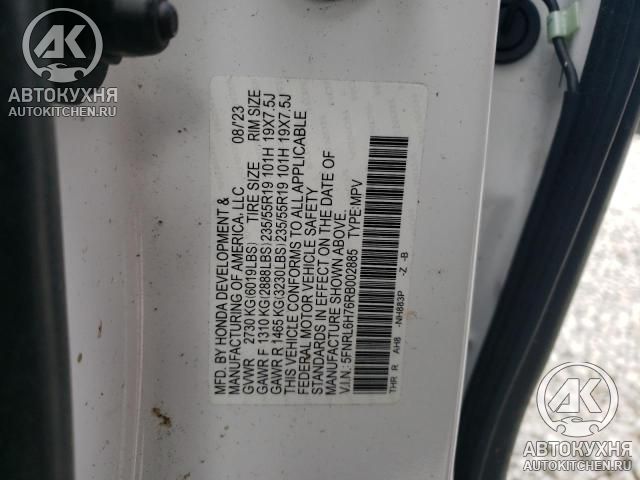 AK
АВТОКУХНЯ
AUTOKITCHEN.RU
MFD. BY HONDA DEVELOPMENT &
MANUFACTURING OF AMERICA, LLC 08/23
GVWR 2730 KG(6019LBS) TIRE SIZE RIM SIZE
GAWR F 1310 KG(2888LBS)235/55R19 101H 19X7.5J
GAWR R 1465 KG(3230LBS)235/55R19 101H 19X7.5J
THIS VEHICLE CONFORMS TO ALL APPLICABLE
FEDERAL MOTOR VEHICLE SAFETY
STANDARDS IN EFFECT ON THE DATE OF
MANUFACTURE SHOWN ABOVE.
V.I.N.:5FNRL6H76RB002885 TYPE:MPV
THR R AH8 -NH883P -Z -B
AK
АВТОКУХНЯ
AUTOKITCHEN.RU